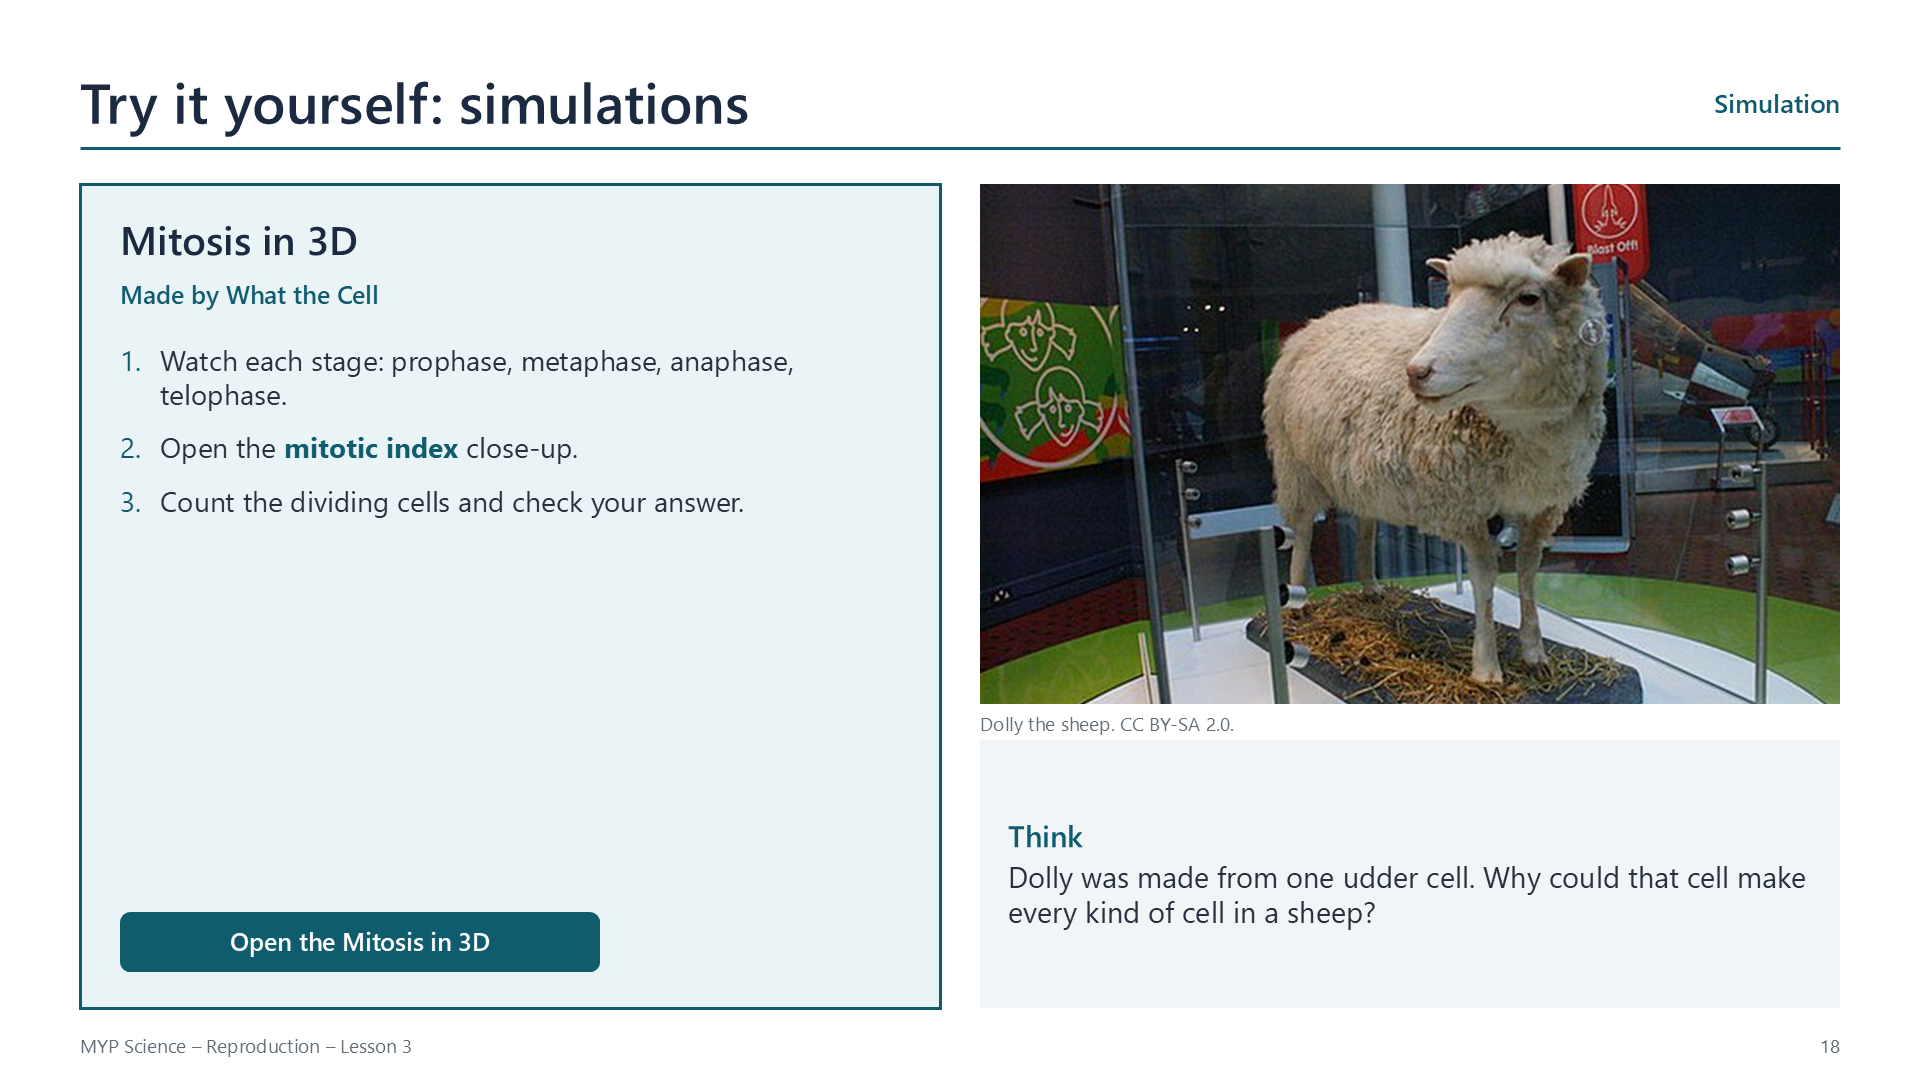 Try it yourself: simulations
Simulation
Mitosis in 3D
Made by What the Cell
1. Watch each stage: prophase, metaphase, anaphase,
telophase.
2. Open the mitotic index close-up.
3. Count the dividing cells and check your answer.
Open the Mitosis in 3D
Blast Off!
Dolly the sheep. CC BY-SA 2.0.
Think
Dolly was made from one udder cell. Why could that cell make
every kind of cell in a sheep?
MYP Science – Reproduction – Lesson 3
18